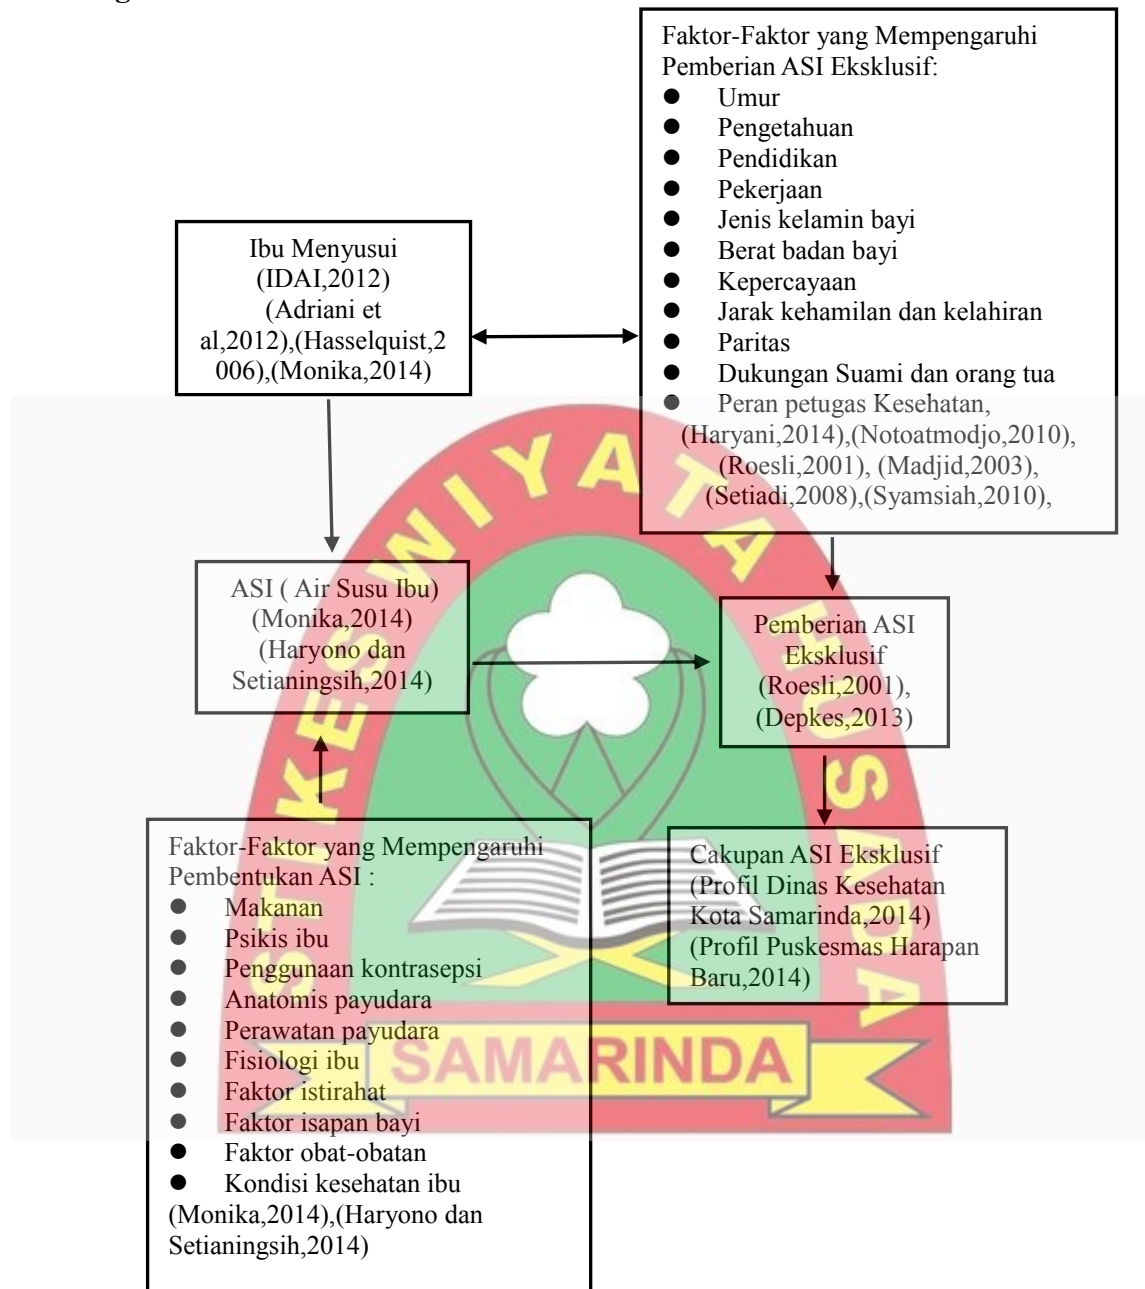 Faktor-Faktor yang Mempengaruhi
Pemberian ASI Eksklusif:
● Umur
● Pengetahuan
● Pendidikan
● Pekerjaan
● Jenis kelamin bayi
● Berat badan bayi
● Kepercayaan
● Jarak kehamilan dan kelahiran
● Paritas
● Dukungan Suami dan orang tua
● Peran petugas Kesehatan,
(Haryani,2014),(Notoatmodjo,2010),
(Roesli,2001), (Madjid,2003),
(Setiadi,2008),(Syamsiah,2010),
Ibu Menyusui
(IDAI,2012)
(Adriani et
al,2012),(Hasselquist,2
006),(Monika,2014)
ASI ( Air Susu Ibu)
(Monika,2014)
(Haryono dan
Setianingsih,2014)
Pemberian ASI
Eksklusif
(Roesli,2001),
(Depkes,2013)
Faktor-Faktor yang Mempengaruhi
Pembentukan ASI :
● Makanan
● Psikis ibu
● Penggunaan kontrasepsi
● Anatomis payudara
● Perawatan payudara
● Fisiologi ibu
● Faktor istirahat
● Faktor isapan bayi
● Faktor obat-obatan
● Kondisi kesehatan ibu
(Monika,2014),(Haryono dan
Setianingsih,2014)
Cakupan ASI Eksklusif
(Profil Dinas Kesehatan
Kota Samarinda,2014)
(Profil Puskesmas Harapan
Baru,2014)
STIKES WIYATA HUSADA
SAMARINDA